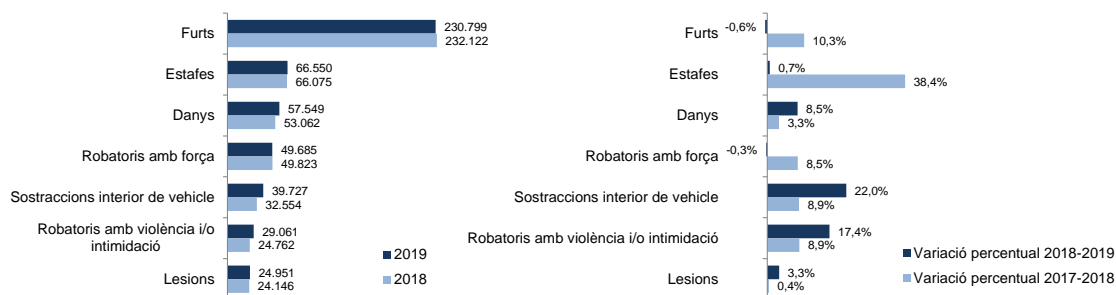 Furts
230.799
232.122
Estafes
66.550
66.075
Danys
57.549
53.062
Robatoris amb força
49.685
49.823
Sostraccions interior de vehicle
39.727
32.554
Robatoris amb violència i/o
intimidació
29.061
24.762
Lesions
24.951
24.146
2019
2018
Furts
-0,6%
10,3%
Estafes
0,7%
38,4%
Danys
8,5%
3,3%
Robatoris amb força
-0,3%
8,5%
Sostraccions interior de vehicle
22,0%
8,9%
Robatoris amb violència i/o intimidació
17,4%
8,9%
Lesions
3,3%
0,4%
Variació percentual 2018-2019
Variació percentual 2017-2018